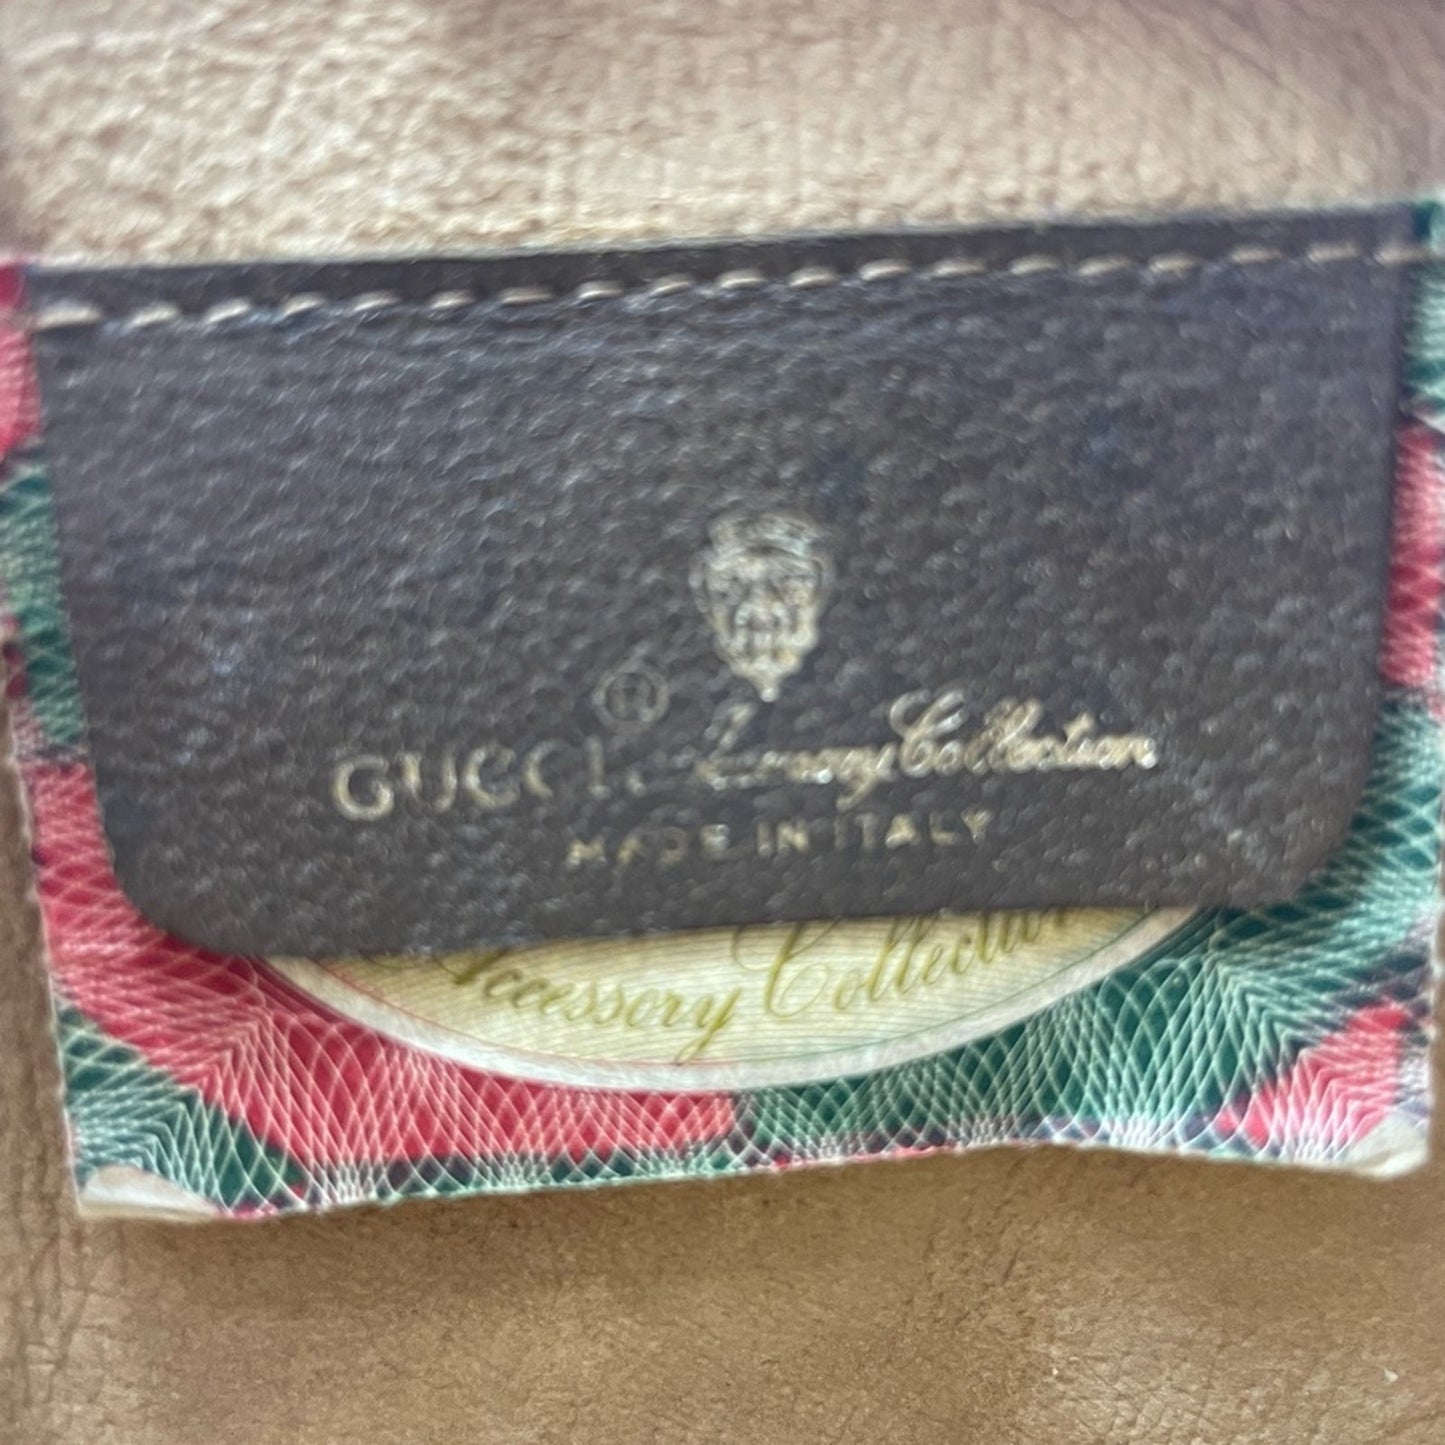 ®
GUCCI. Accessory Collection
MADE IN ITALY
Accessory Collection